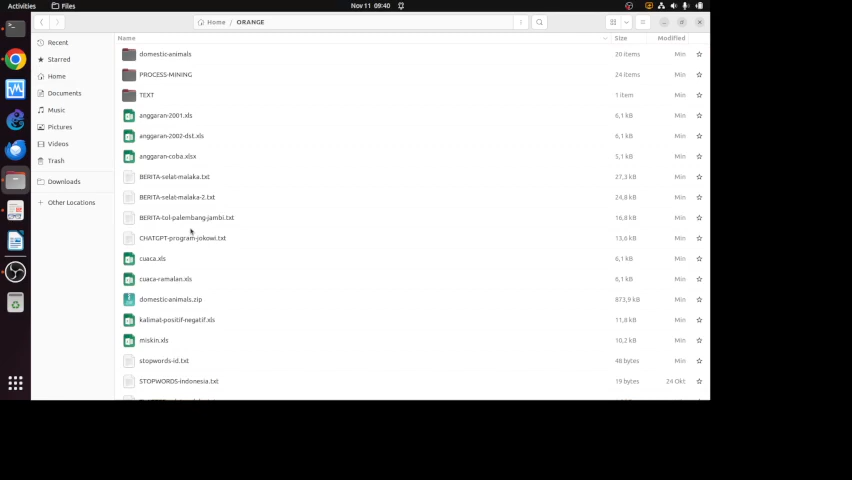 Activities Files Nov 11 09:40
Home / ORANGE
Name Size Modified
Recent
Starred
Home
Documents
Music
Pictures
Videos
Trash
Downloads
+ Other Locations
domestic-animals 20 items Min
PROCESS-MINING 24 items Min
TEXT 1 item Min
anggaran-2001.xls 6,1 kB Min
anggaran-2002-dst.xls 6,1 kB Min
anggaran-coba.xlsx 5,1 kB Min
BERITA-selat-malaka.txt 27,3 kB Min
BERITA-selat-malaka-2.txt 24,8 kB Min
BERITA-tol-palembang-jambi.txt 16,8 kB Min
CHATGPT-program-jokowi.txt 13,6 kB Min
cuaca.xls 6,1 kB Min
cuaca-ramalan.xls 6,1 kB Min
domestic-animals.zip 873,9 kB Min
kalimat-positif-negatif.xls 11,8 kB Min
miskin.xls 10,2 kB Min
stopwords-id.txt 48 bytes Min
STOPWORDS-indonesia.txt 19 bytes 24 Okt